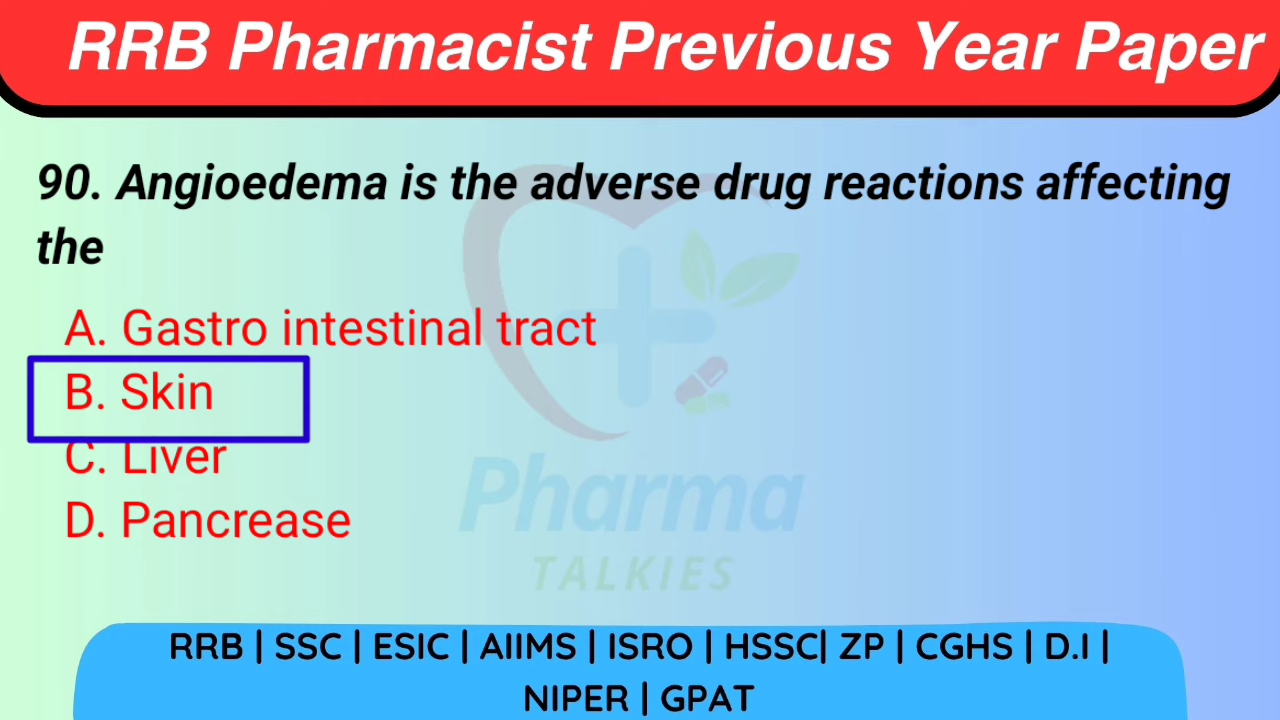 RRB Pharmacist Previous Year Paper
90. Angioedema is the adverse drug reactions affecting
the
A. Gastro intestinal tract
B. Skin
C. Liver
D. Pancrease
Pharma
TALKIES
RRB | SSC | ESIC | AIIMS | ISRO | HSSC| ZP | CGHS | D.I |
NIPER | GPAT